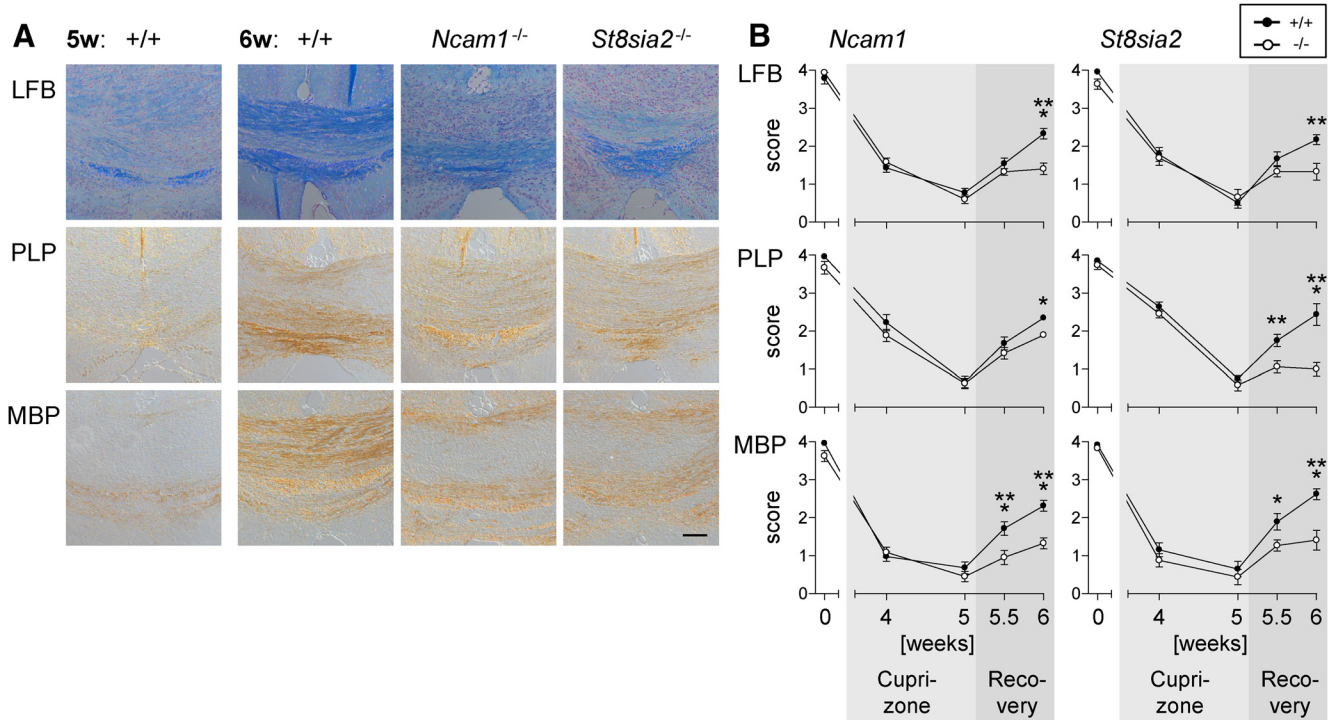 A
5w: +/+ 6w: +/+ Ncam1-/- St8sia2-/-
LFB
PLP
MBP
B
Ncam1 St8sia2
+/+
-/-
LFB
score
4
3
2
1
0
**
*
4
3
2
1
0
**
PLP
score
4
3
2
1
0
*
4
3
2
1
0
**
**
*
MBP
score
4
3
2
1
0
**
*
**
*
4
3
2
1
0
*
**
*
0 4 5 5.5 6 0 4 5 5.5 6
[weeks] [weeks]
Cupri- Reco- Cupri- Reco-
zone very zone very